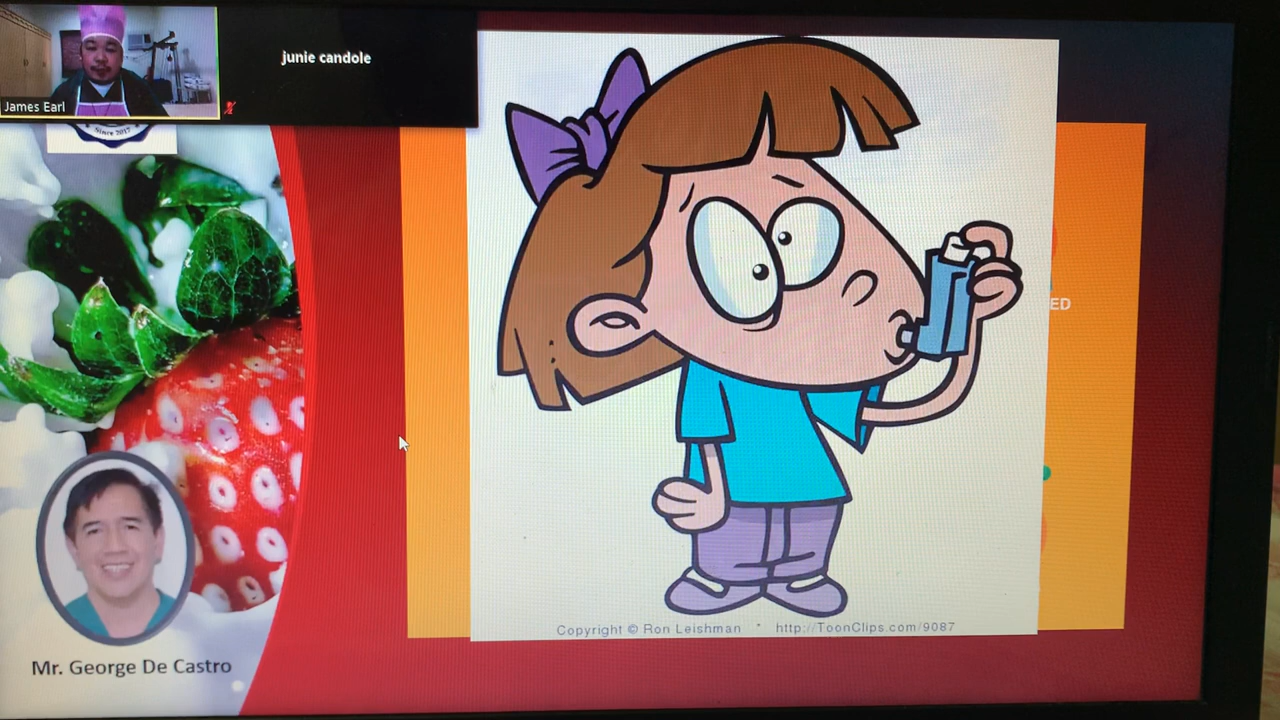 James Earl
junie candole
Since 2017
ED
Mr. George De Castro
Copyright © Ron Leishman * http://ToonClips.com/9087